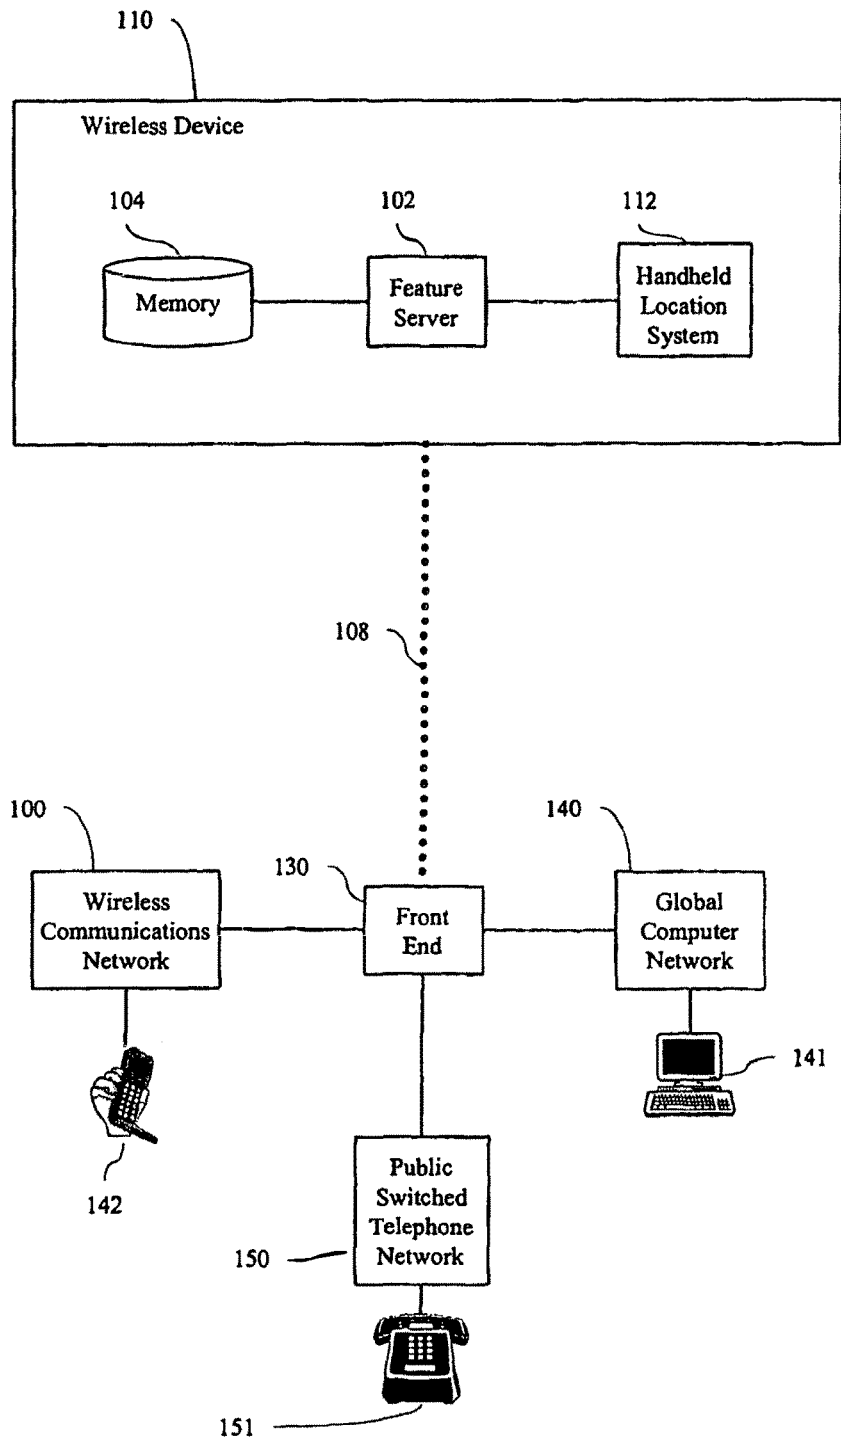 110
Wireless Device
104
102
112
Memory
Feature
Server
Handheld
Location
System
108
100
130
140
Wireless
Communications
Network
Front
End
Global
Computer
Network
141
142
Public
Switched
Telephone
Network
150
151